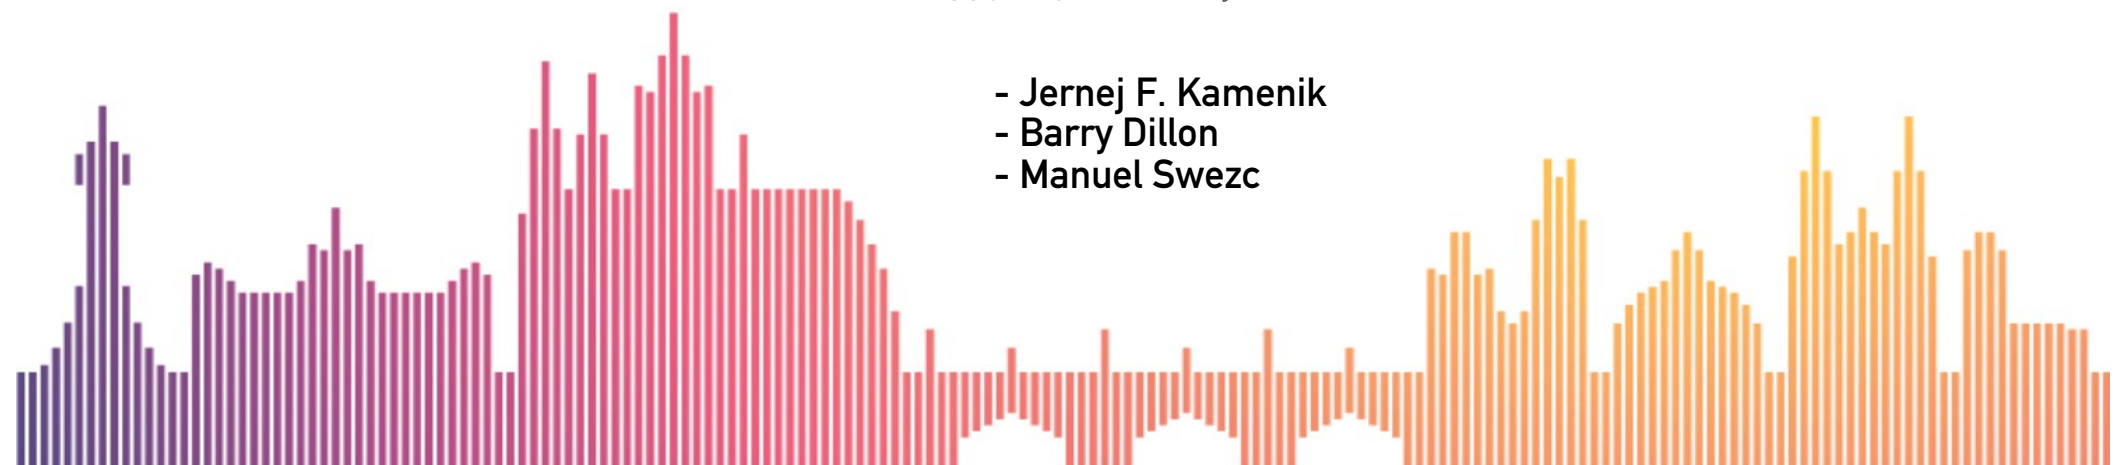 - Jernej F. Kamenik
- Barry Dillon
- Manuel Swezc